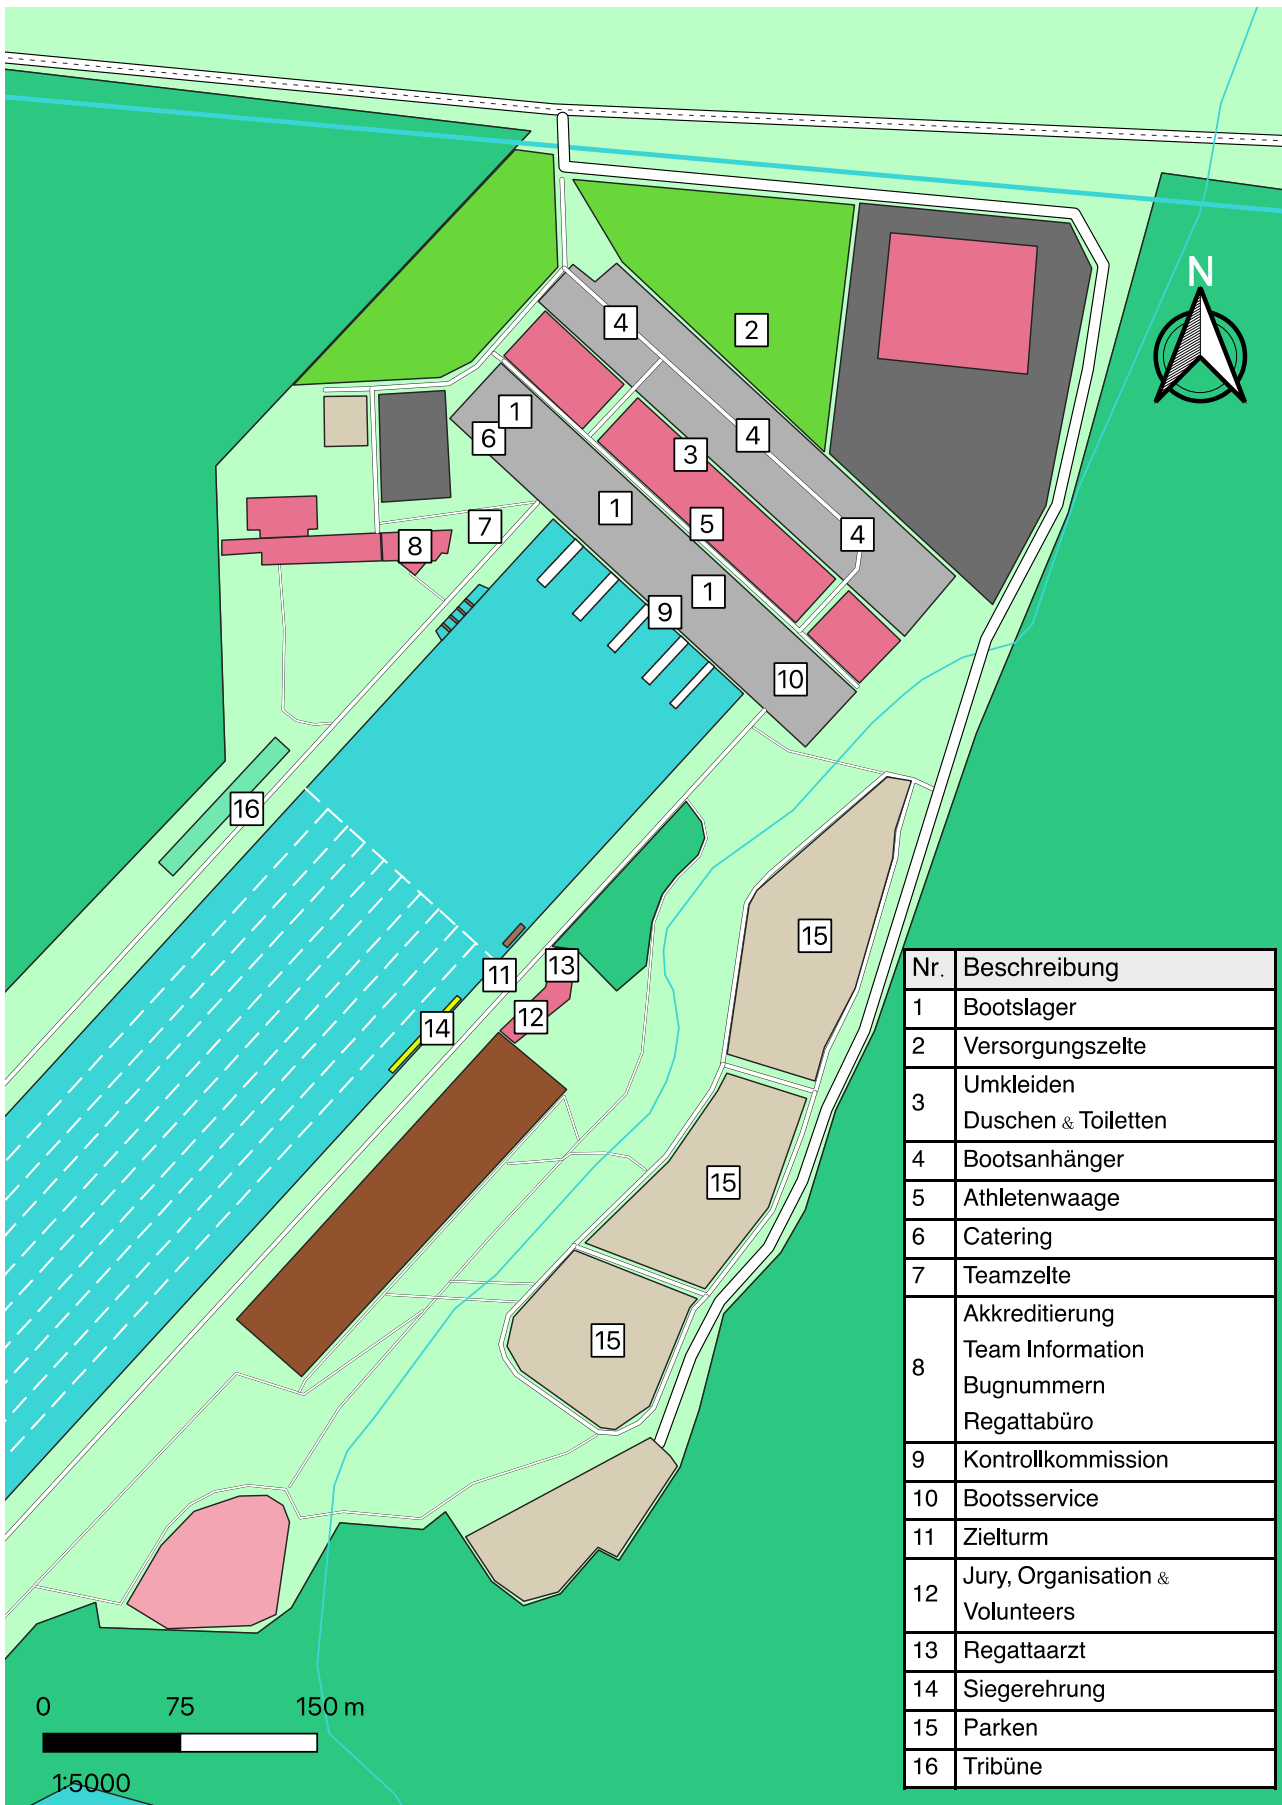 N
4
2
1
6
4
3
1
5
4
7
8
1
9
10
16
15
13
11
12
14
15
15
Nr. Beschreibung
1 Bootslager
2 Versorgungszelte
3 Umkleiden
Duschen & Toiletten
4 Bootsanhänger
5 Athletenwaage
6 Catering
7 Teamzelte
8 Akkreditierung
Team Information
Bugnummern
Regattabüro
9 Kontrollkommission
10 Bootsservice
11 Zielturm
12 Jury, Organisation &
Volunteers
13 Regattaarzt
14 Siegerehrung
15 Parken
16 Tribüne
0 75 150 m
1:5000